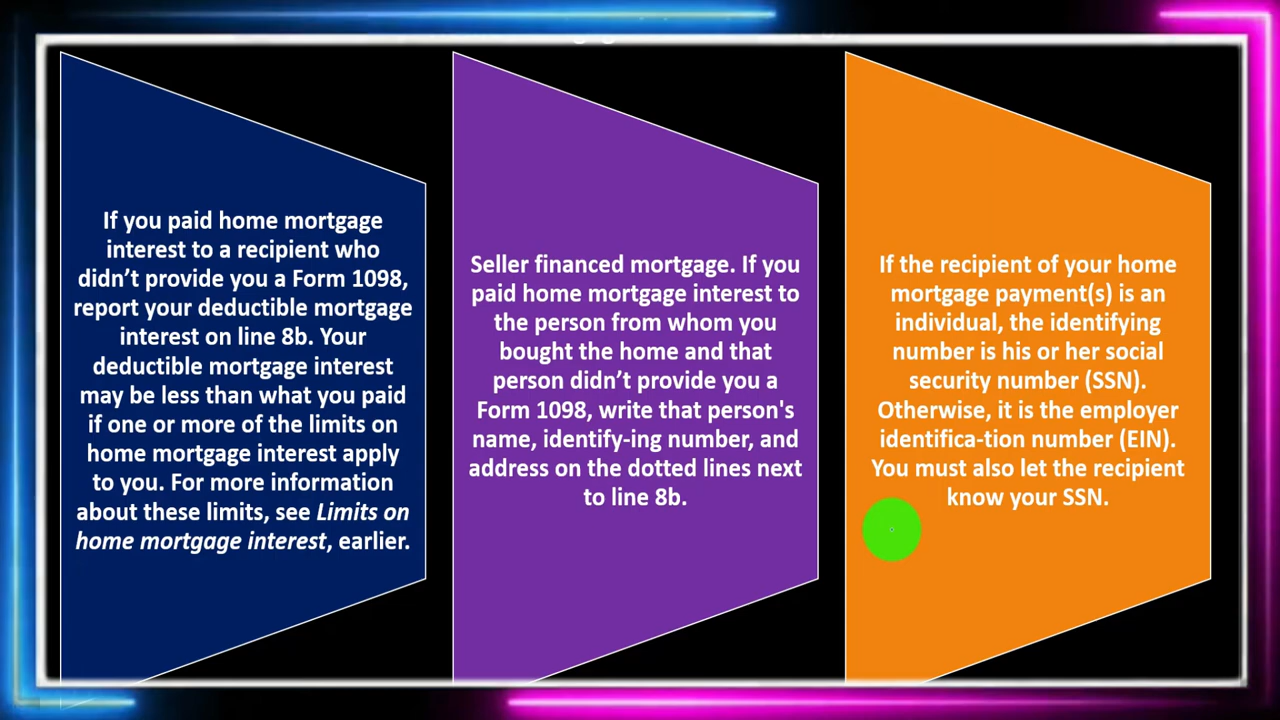 If you paid home mortgage
interest to a recipient who
didn’t provide you a Form 1098,
report your deductible mortgage
interest on line 8b. Your
deductible mortgage interest
may be less than what you paid
if one or more of the limits on
home mortgage interest apply
to you. For more information
about these limits, see Limits on
home mortgage interest, earlier.
Seller financed mortgage. If you
paid home mortgage interest to
the person from whom you
bought the home and that
person didn’t provide you a
Form 1098, write that person's
name, identify-ing number, and
address on the dotted lines next
to line 8b.
If the recipient of your home
mortgage payment(s) is an
individual, the identifying
number is his or her social
security number (SSN).
Otherwise, it is the employer
identifica-tion number (EIN).
You must also let the recipient
know your SSN.